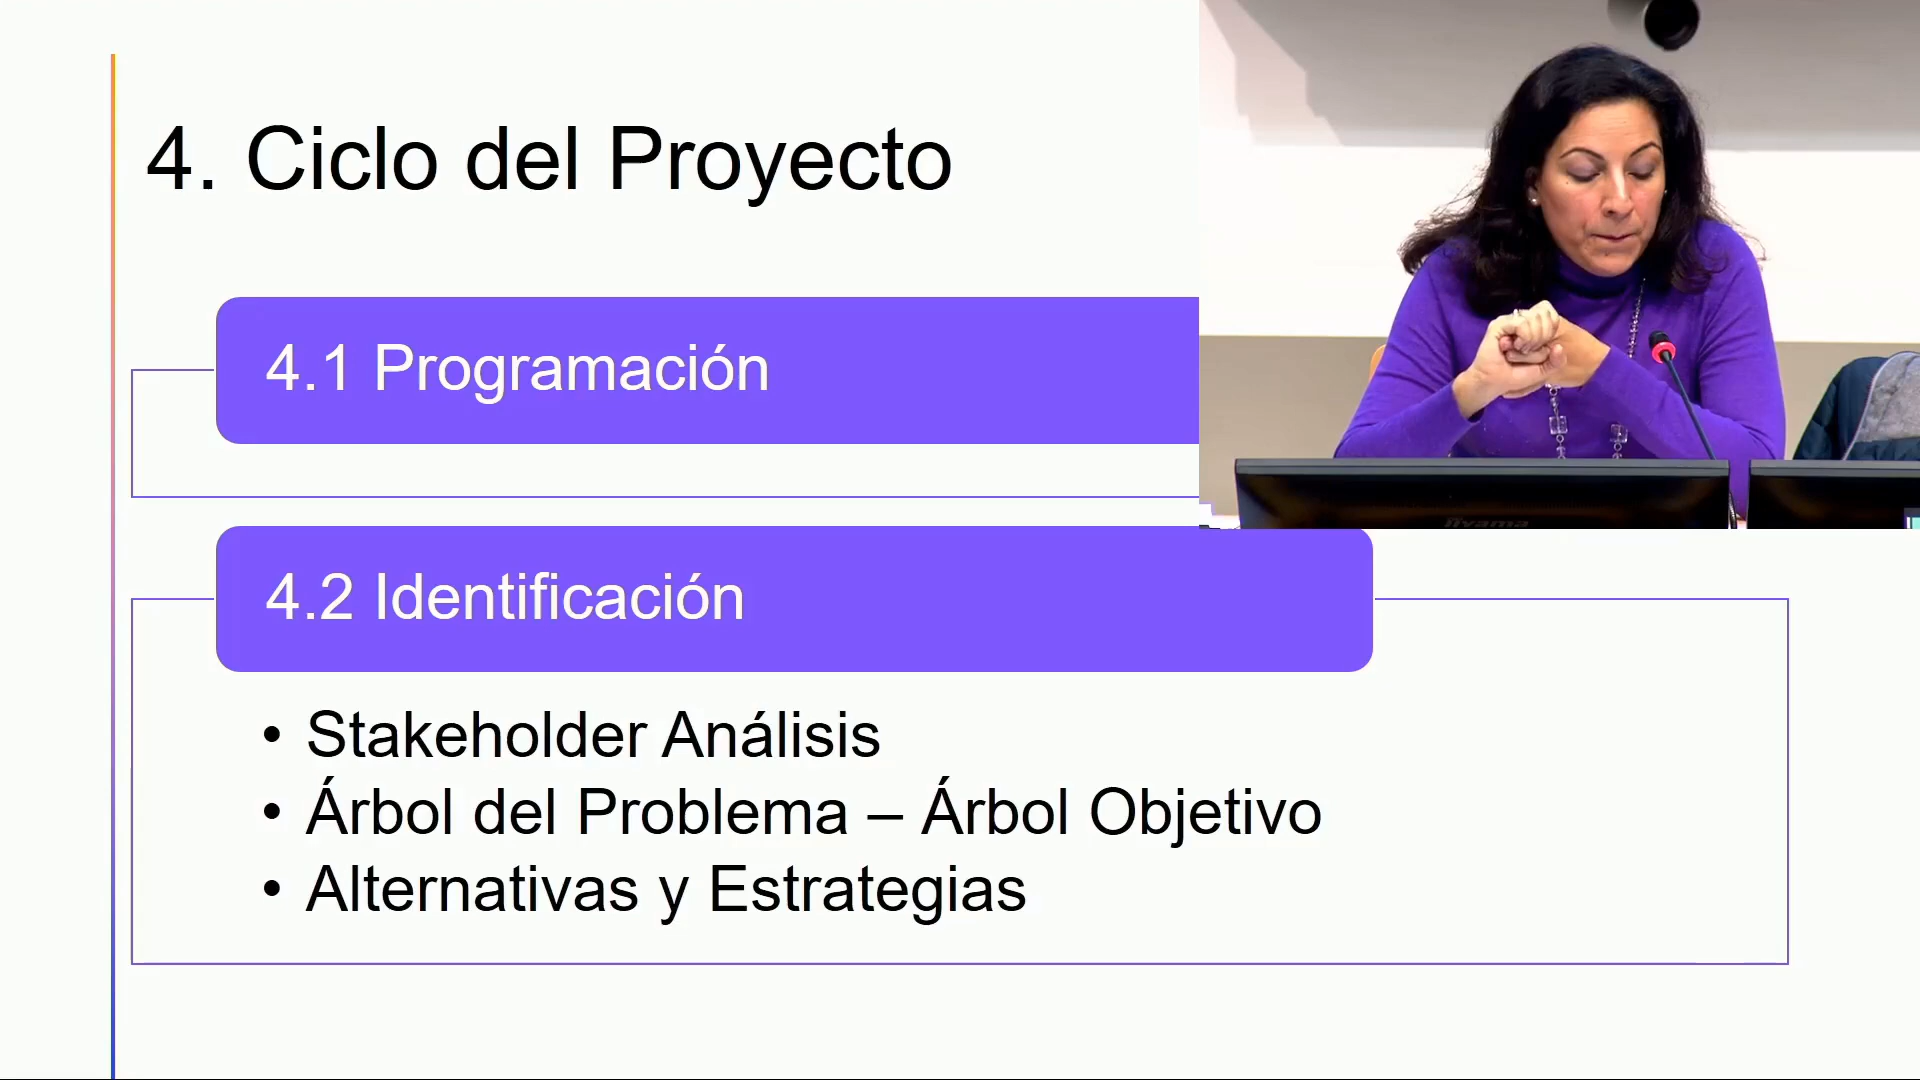 4. Ciclo del Proyecto
4.1 Programación
4.2 Identificación
• Stakeholder Análisis
• Árbol del Problema – Árbol Objetivo
• Alternativas y Estrategias
iiyama